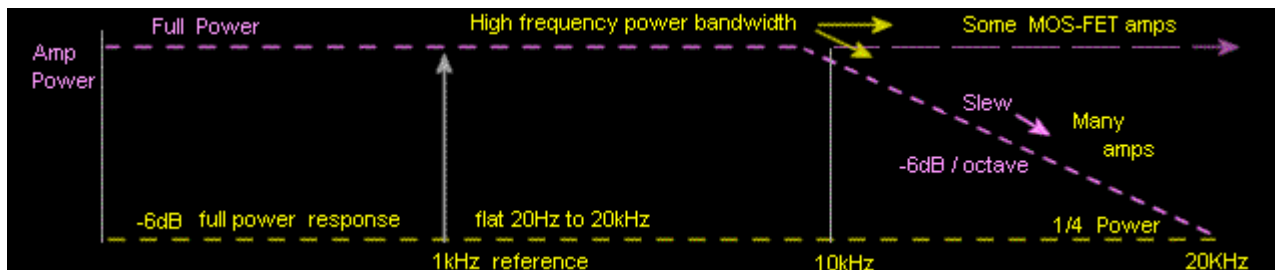 Full Power
High frequency power bandwidth
Some MOS-FET amps
Amp
Power
Slew
Many
amps
-6dB / octave
-6dB full power response
flat 20Hz to 20kHz
1/4 Power
1kHz reference
10kHz
20KHz